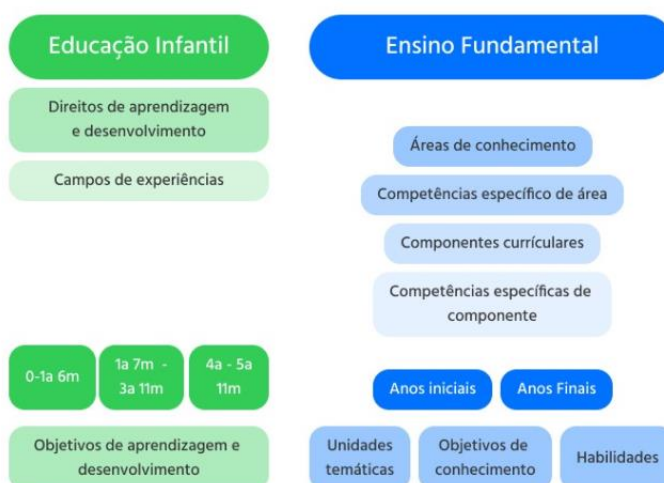 Educação Infantil
Direitos de aprendizagem
e desenvolvimento
Campos de experiências
0-1a 6m
1a 7m -
3a 11m
4a - 5a
11m
Objetivos de aprendizagem e
desenvolvimento
Ensino Fundamental
Áreas de conhecimento
Competências específico de área
Componentes currículares
Competências específicas de
componente
Anos iniciais
Anos Finais
Unidades
temáticas
Objetivos de
conhecimento
Habilidades